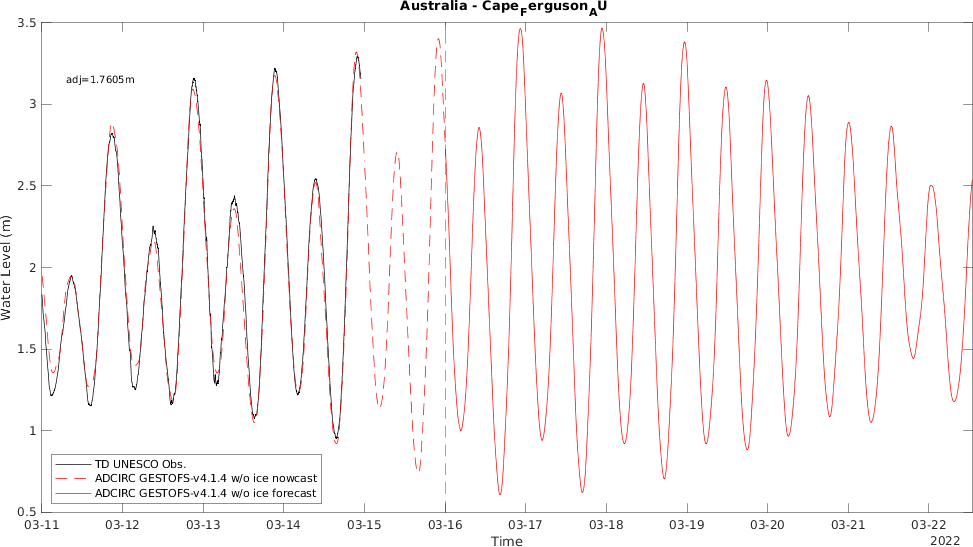 Australia - CapeFergusonAU
3.5
adj=1.7605m
3
2.5
Water Level (m)
2
1.5
1
TD UNESCO Obs.
ADCIRC GESTOFS-v4.1.4 w/o ice nowcast
ADCIRC GESTOFS-v4.1.4 w/o ice forecast
0.5
03-11 03-12 03-13 03-14 03-15 03-16 03-17 03-18 03-19 03-20 03-21 03-22
Time
2022